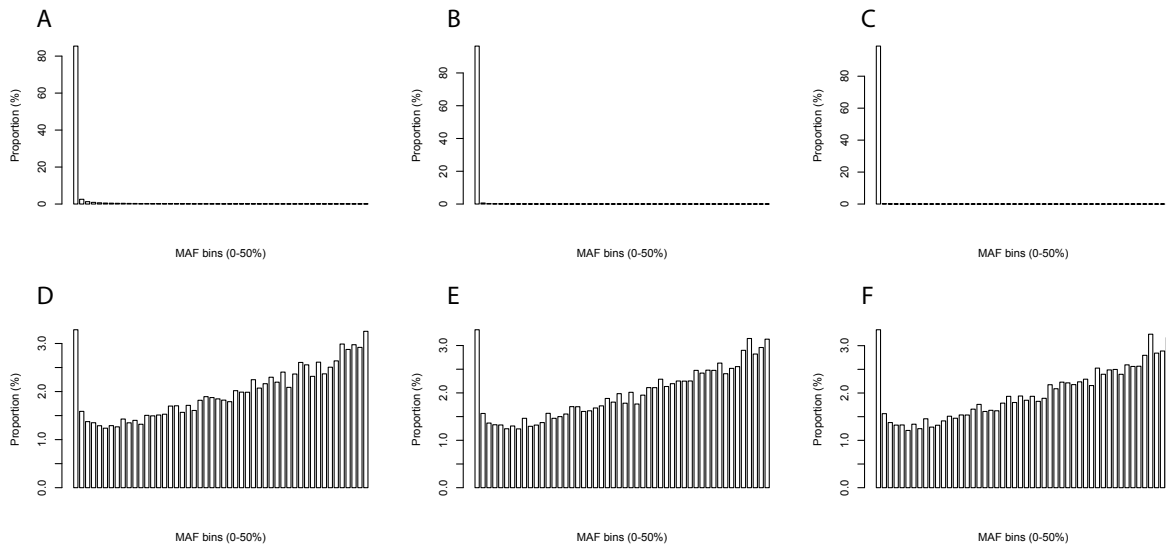 A
Proportion (%)
0 20 40 60 80
MAF bins (0-50%)
B
Proportion (%)
0 20 40 60 80
MAF bins (0-50%)
C
Proportion (%)
0 20 40 60 80
MAF bins (0-50%)
D
Proportion (%)
0.0 1.0 2.0 3.0
MAF bins (0-50%)
E
Proportion (%)
0.0 1.0 2.0 3.0
MAF bins (0-50%)
F
Proportion (%)
0.0 1.0 2.0 3.0
MAF bins (0-50%)